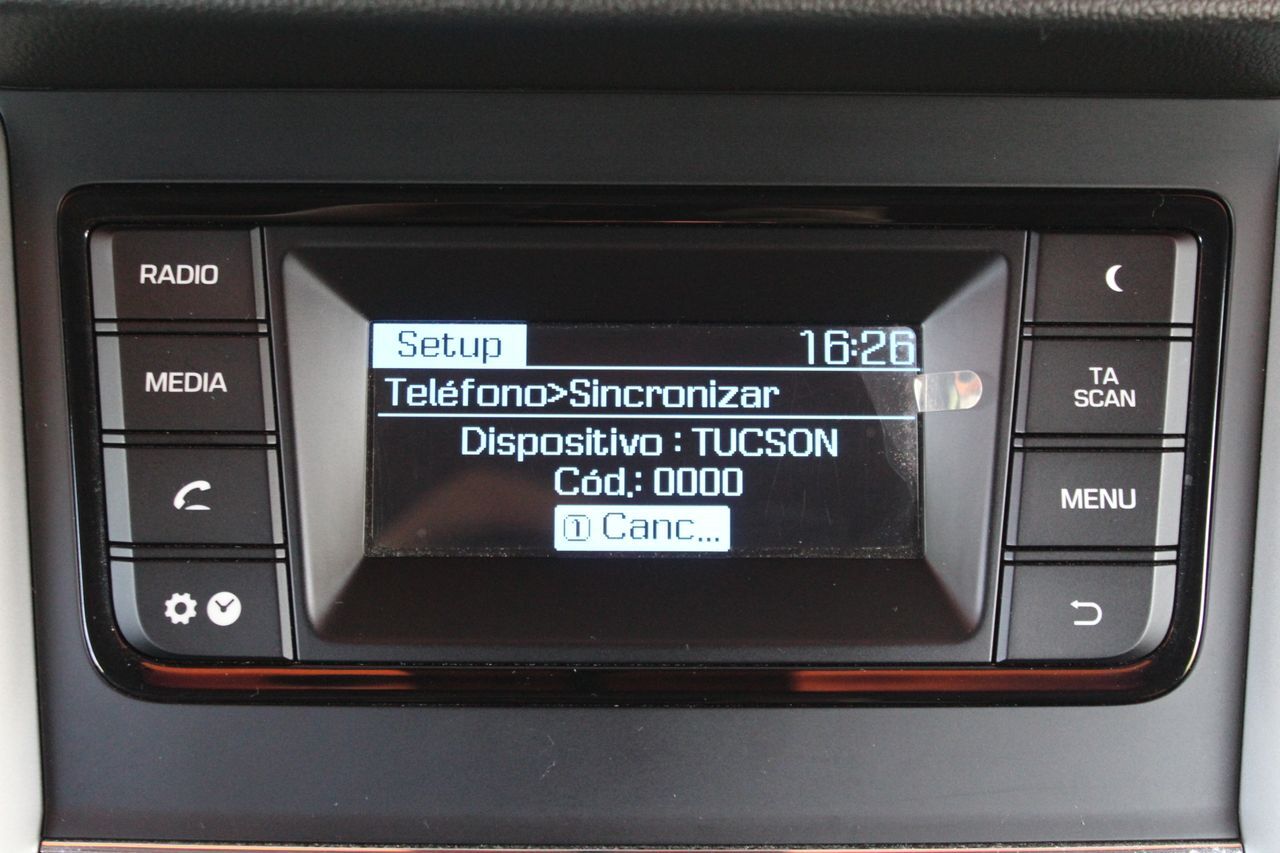 RADIO
MEDIA
Setup 16:26
Teléfono>Sincronizar
Dispositivo : TUCSON
Cód.: 0000
① Canc...
TA
SCAN
MENU